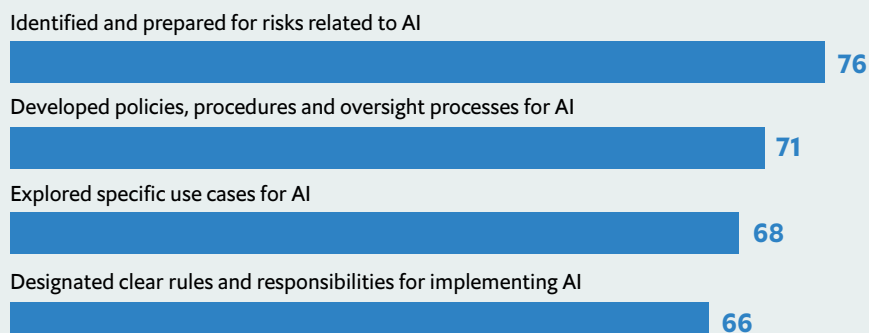 Identified and prepared for risks related to AI
76
Developed policies, procedures and oversight processes for AI
71
Explored specific use cases for AI
68
Designated clear rules and responsibilities for implementing AI
66